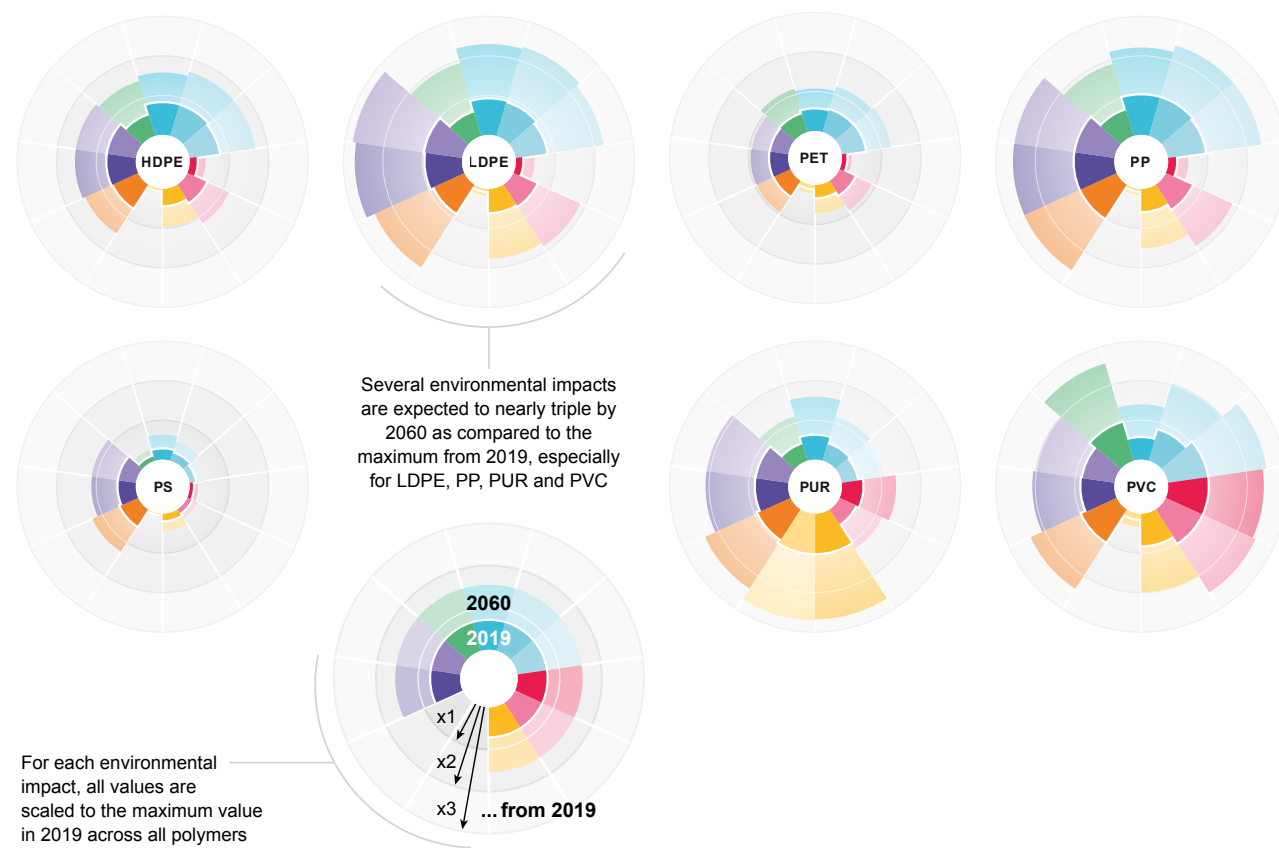 HDPE
LDPE
PET
PP
Several environmental impacts
are expected to nearly triple by
2060 as compared to the
maximum from 2019, especially
for LDPE, PP, PUR and PVC
PS
PUR
PVC
2060
2019
x1
x2
x3
... from 2019
For each environmental
impact, all values are
scaled to the maximum value
in 2019 across all polymers